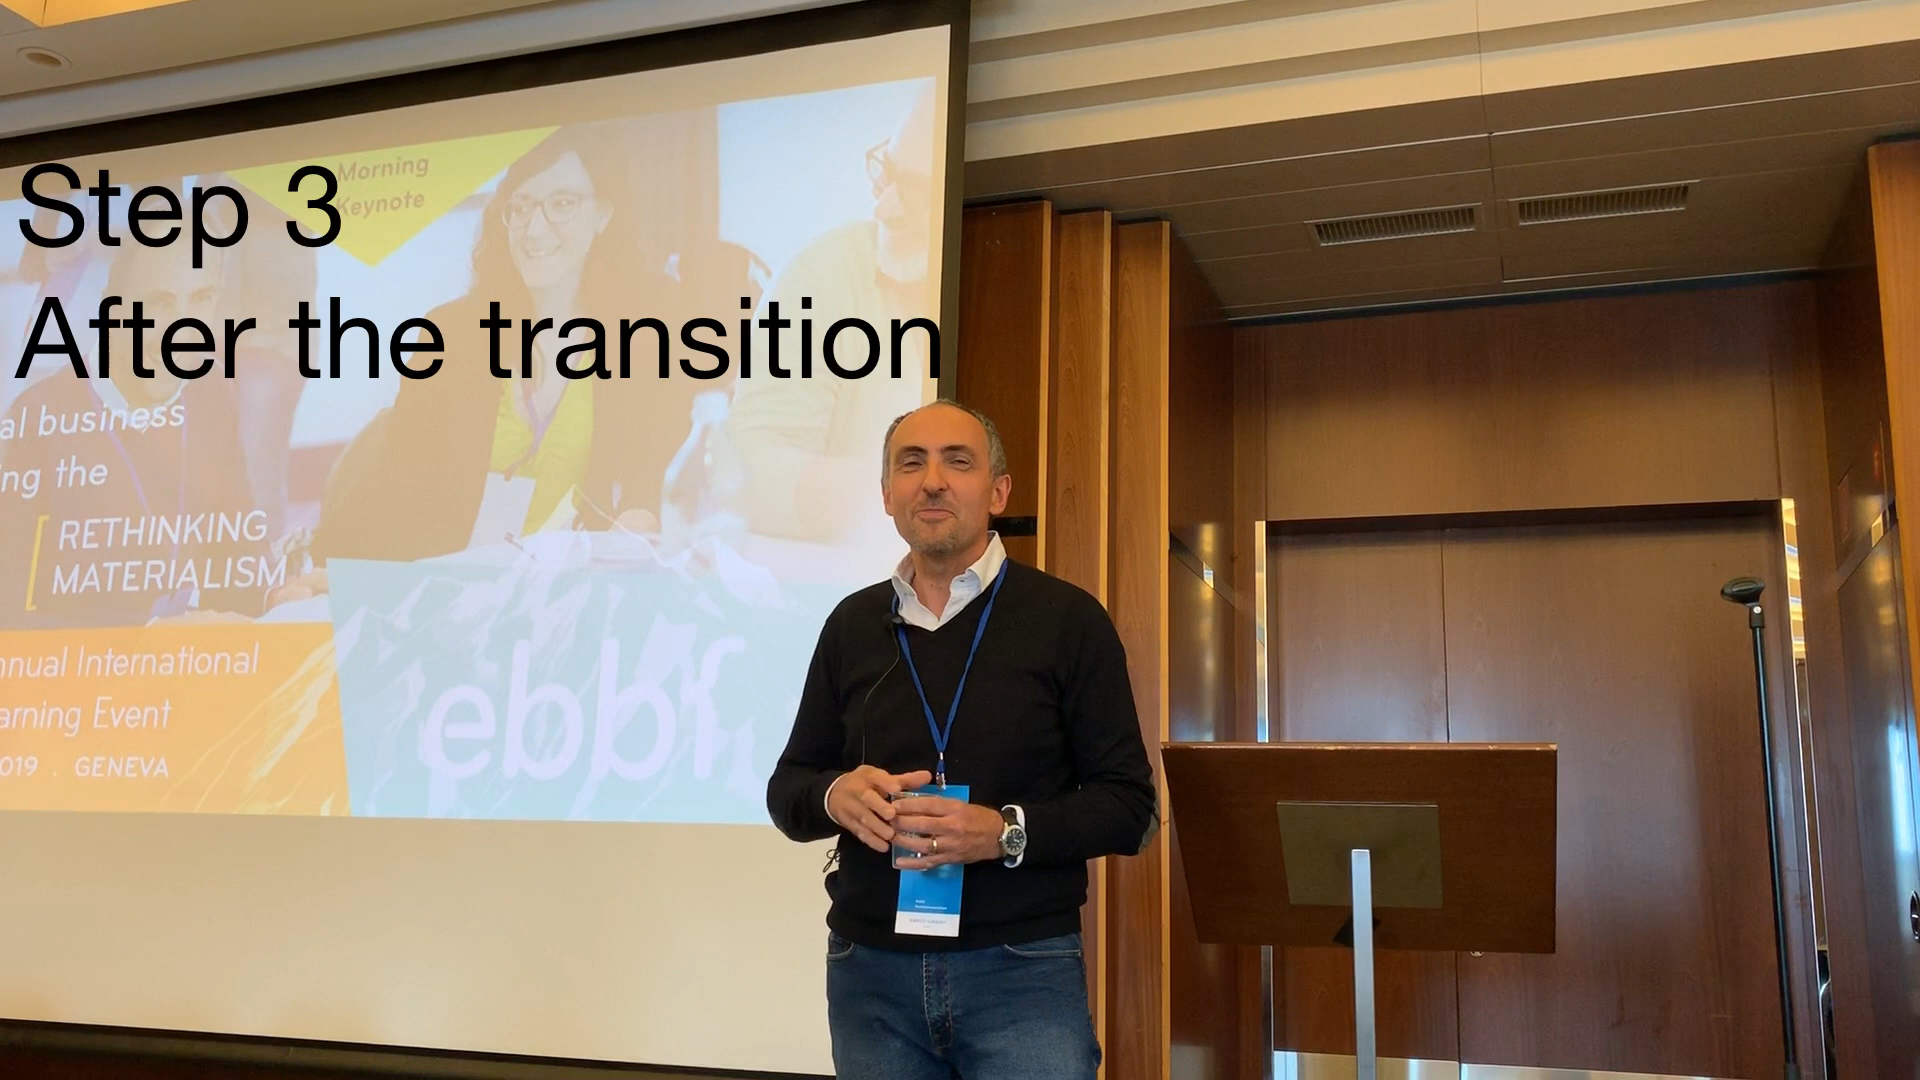 Step 3
After the transition
Morning
Keynote
al business
ing the
[ RETHINKING
MATERIALISM
nnual International
arning Event
019 . GENEVA
ebbf